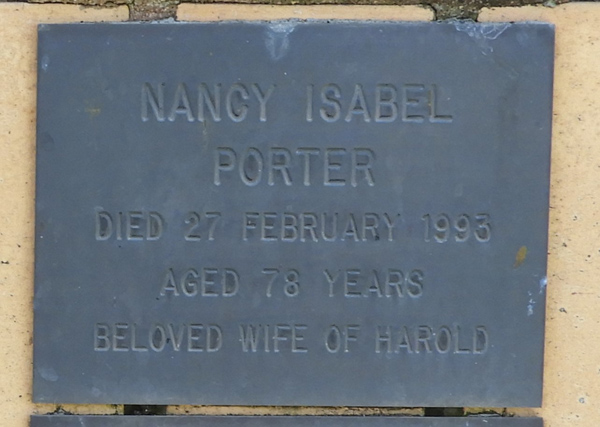 NANCY ISABEL
PORTER
DIED 27 FEBRUARY 1993
AGED 78 YEARS
BELOVED WIFE OF HAROLD